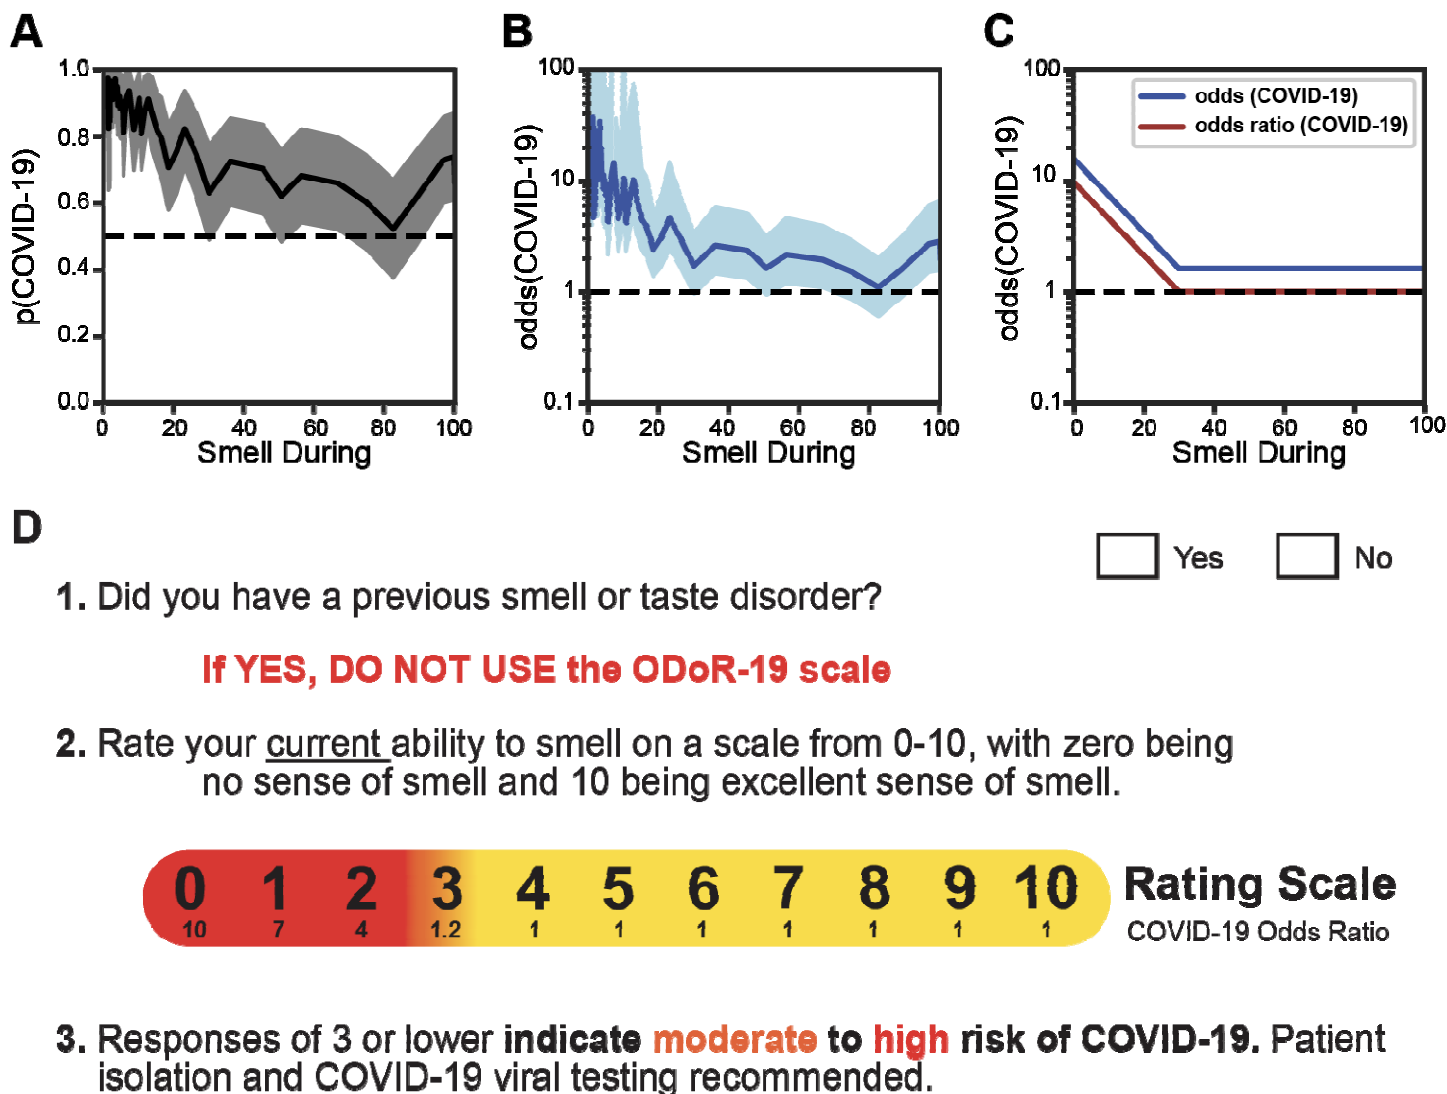 A
B
C
1.0
0.8
0.6
0.4
0.2
0.0
p(COVID-19)
0 20 40 60 80 100
Smell During
100
10
1
0.1
odds(COVID-19)
0 20 40 60 80 100
Smell During
100
10
1
0.1
odds(COVID-19)
odds (COVID-19)
odds ratio (COVID-19)
0 20 40 60 80 100
Smell During
D
Yes No
1. Did you have a previous smell or taste disorder?
If YES, DO NOT USE the ODoR-19 scale
2. Rate your current ability to smell on a scale from 0-10, with zero being
no sense of smell and 10 being excellent sense of smell.
0 1 2 3 4 5 6 7 8 9 10 Rating Scale
10 7 4 1.2 1 1 1 1 1 1 1 COVID-19 Odds Ratio
3. Responses of 3 or lower indicate moderate to high risk of COVID-19. Patient
isolation and COVID-19 viral testing recommended.